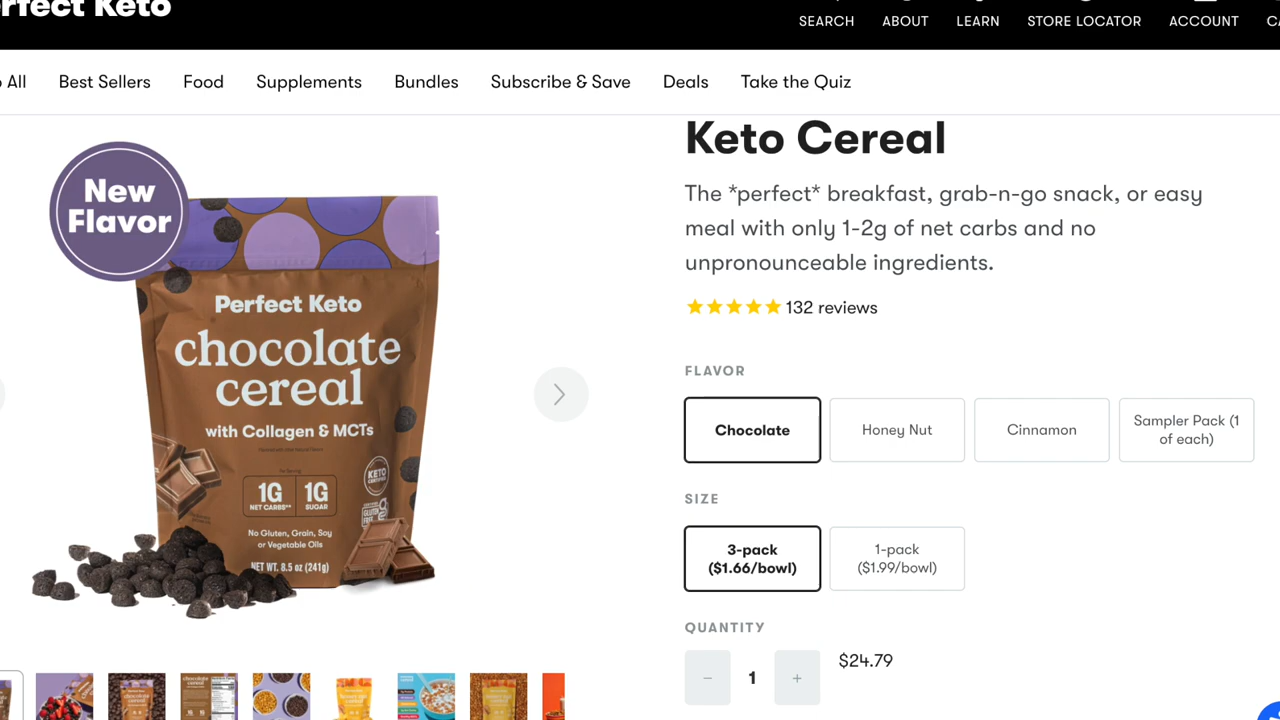 rfect Keto
SEARCH ABOUT LEARN STORE LOCATOR ACCOUNT CA
All Best Sellers Food Supplements Bundles Subscribe & Save Deals Take the Quiz
New
Flavor
Perfect Keto
chocolate
cereal
with Collagen & MCTs
1G NET CARBS** 1G SUGAR
KETO CERTIFIED
GLUTEN FREE
No Gluten, Grain, Soy
or Vegetable Oils
NET WT. 8.5 oz (241g)
Keto Cereal
The *perfect* breakfast, grab-n-go snack, or easy
meal with only 1-2g of net carbs and no
unpronounceable ingredients.
132 reviews
FLAVOR
Chocolate
Honey Nut
Cinnamon
Sampler Pack (1
of each)
SIZE
3-pack
($1.66/bowl)
1-pack
($1.99/bowl)
QUANTITY
− 1 +
$24.79